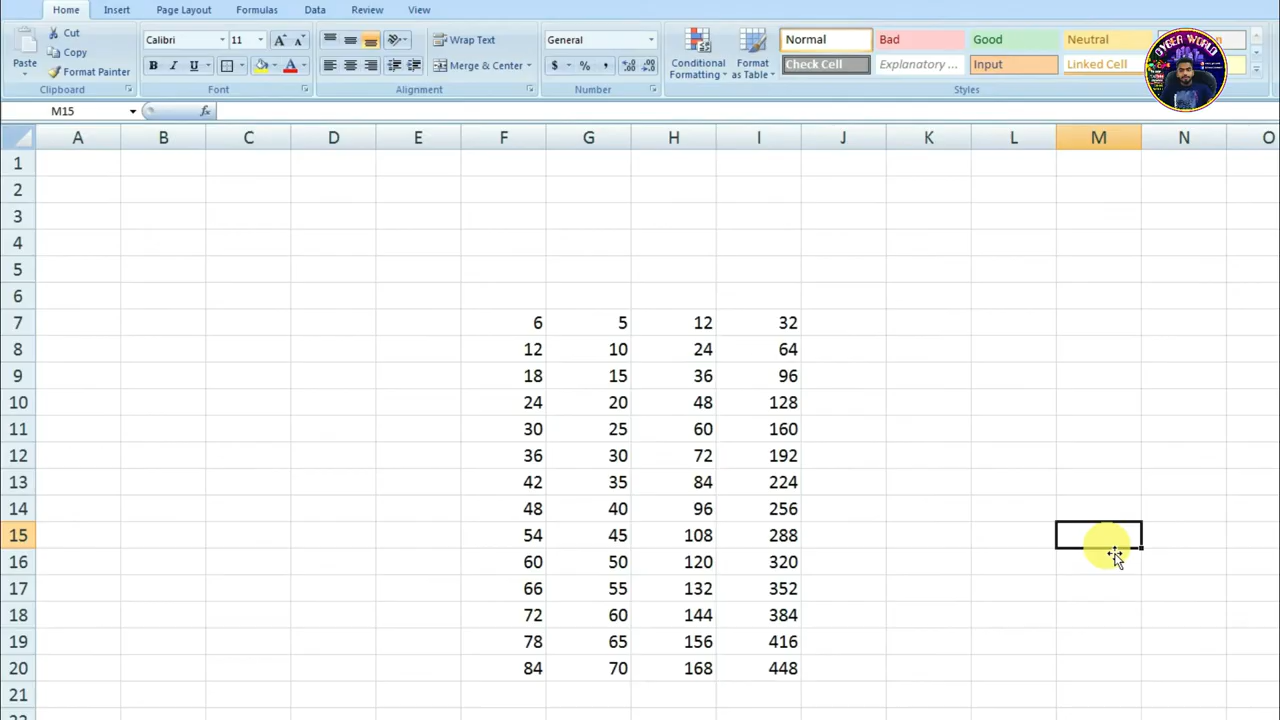 Home Insert Page Layout Formulas Data Review View
Paste
Cut
Copy
Format Painter
Clipboard
Calibri 11 A A
B I U A
Font
Wrap Text
Merge & Center
Alignment
General
$ % ,
Number
Conditional Formatting
Format as Table
Normal Bad Good Neutral
Check Cell Explanatory ... Input Linked Cell
Styles
CYBER WORLD
M15 fx
A B C D E F G H I J K L M N O
1
2
3
4
5
6
7 6 5 12 32
8 12 10 24 64
9 18 15 36 96
10 24 20 48 128
11 30 25 60 160
12 36 30 72 192
13 42 35 84 224
14 48 40 96 256
15 54 45 108 288
16 60 50 120 320
17 66 55 132 352
18 72 60 144 384
19 78 65 156 416
20 84 70 168 448
21